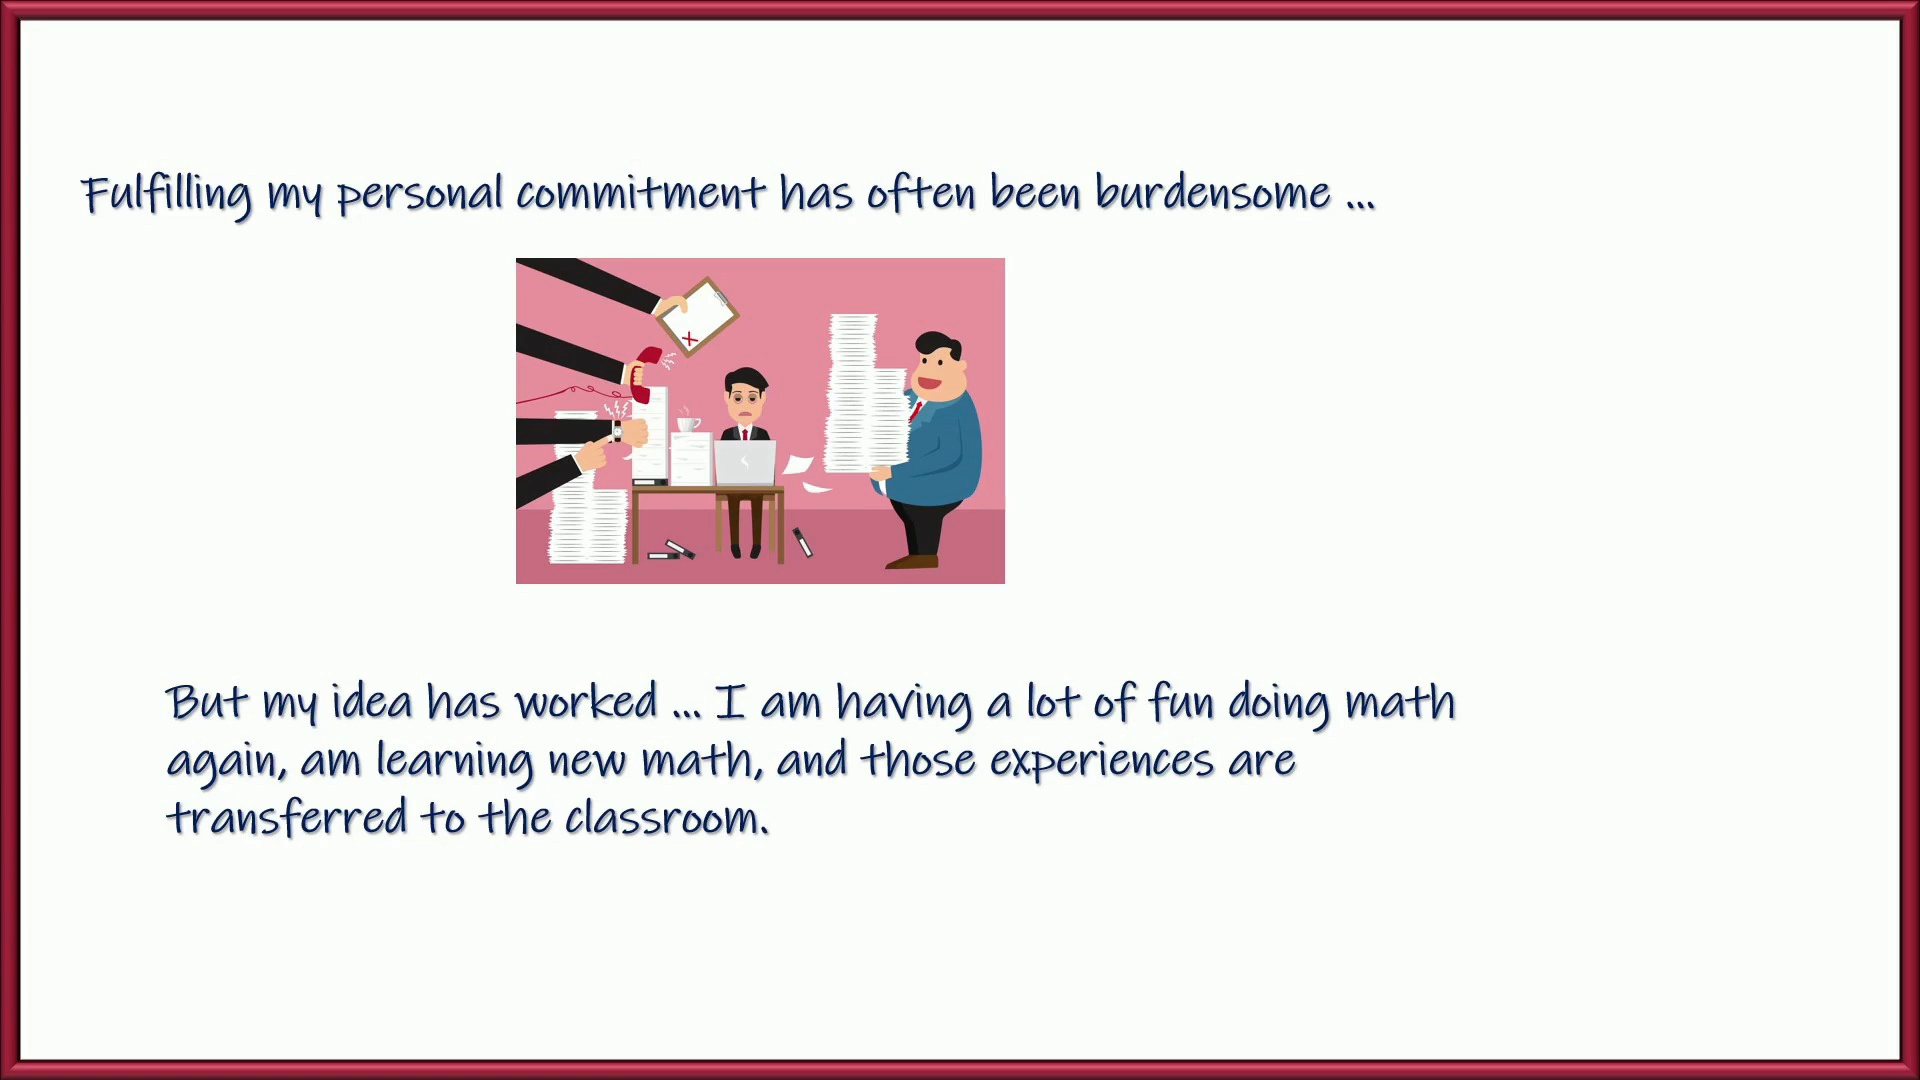 Fulfilling my personal commitment has often been burdensome ...
But my idea has worked ... I am having a lot of fun doing math
again, am learning new math, and those experiences are
transferred to the classroom.